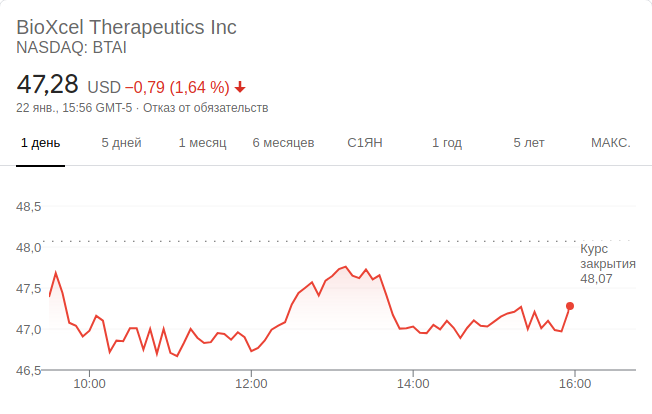 BioXcel Therapeutics Inc
NASDAQ: BTAI
47,28 USD −0,79 (1,64 %)
22 янв., 15:56 GMT-5 · Отказ от обязательств
1 день 5 дней 1 месяц 6 месяцев С1ЯН 1 год 5 лет МАКС.
48,5
48,0
Курс
закрытия
48,07
47,5
47,0
46,5
10:00 12:00 14:00 16:00